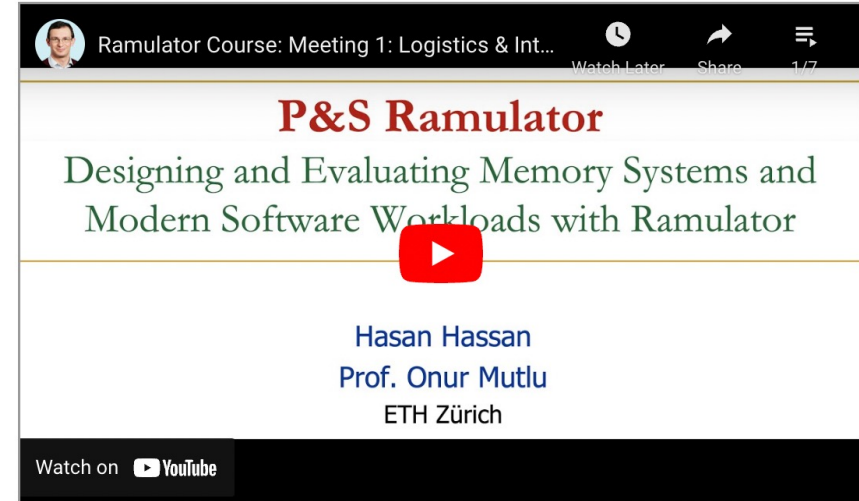 Ramulator Course: Meeting 1: Logistics & Int...
Watch Later
Share
1/7
P&S Ramulator
Designing and Evaluating Memory Systems and
Modern Software Workloads with Ramulator
Hasan Hassan
Prof. Onur Mutlu
ETH Zürich
Watch on YouTube